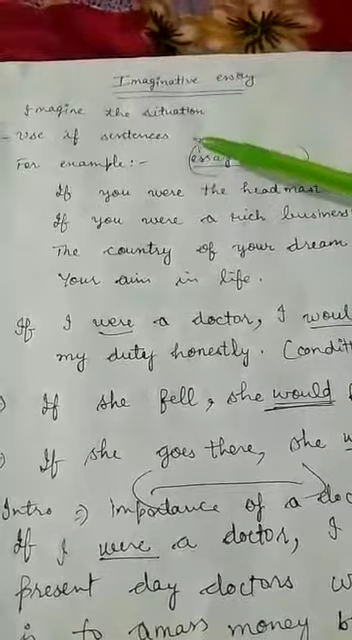 Imaginative essay
Imagine the situation
- Use if sentences
For example:- (essay )
If you were the headmas
If you were a rich business
The country of your dream
Your aim in life.
If I were a doctor, I woul
my duty honestly. (condit
If she fell, she would
If she goes there, she w
Intro => importance of a doc
If I were a doctor, I
present day doctors w
is to amass money b